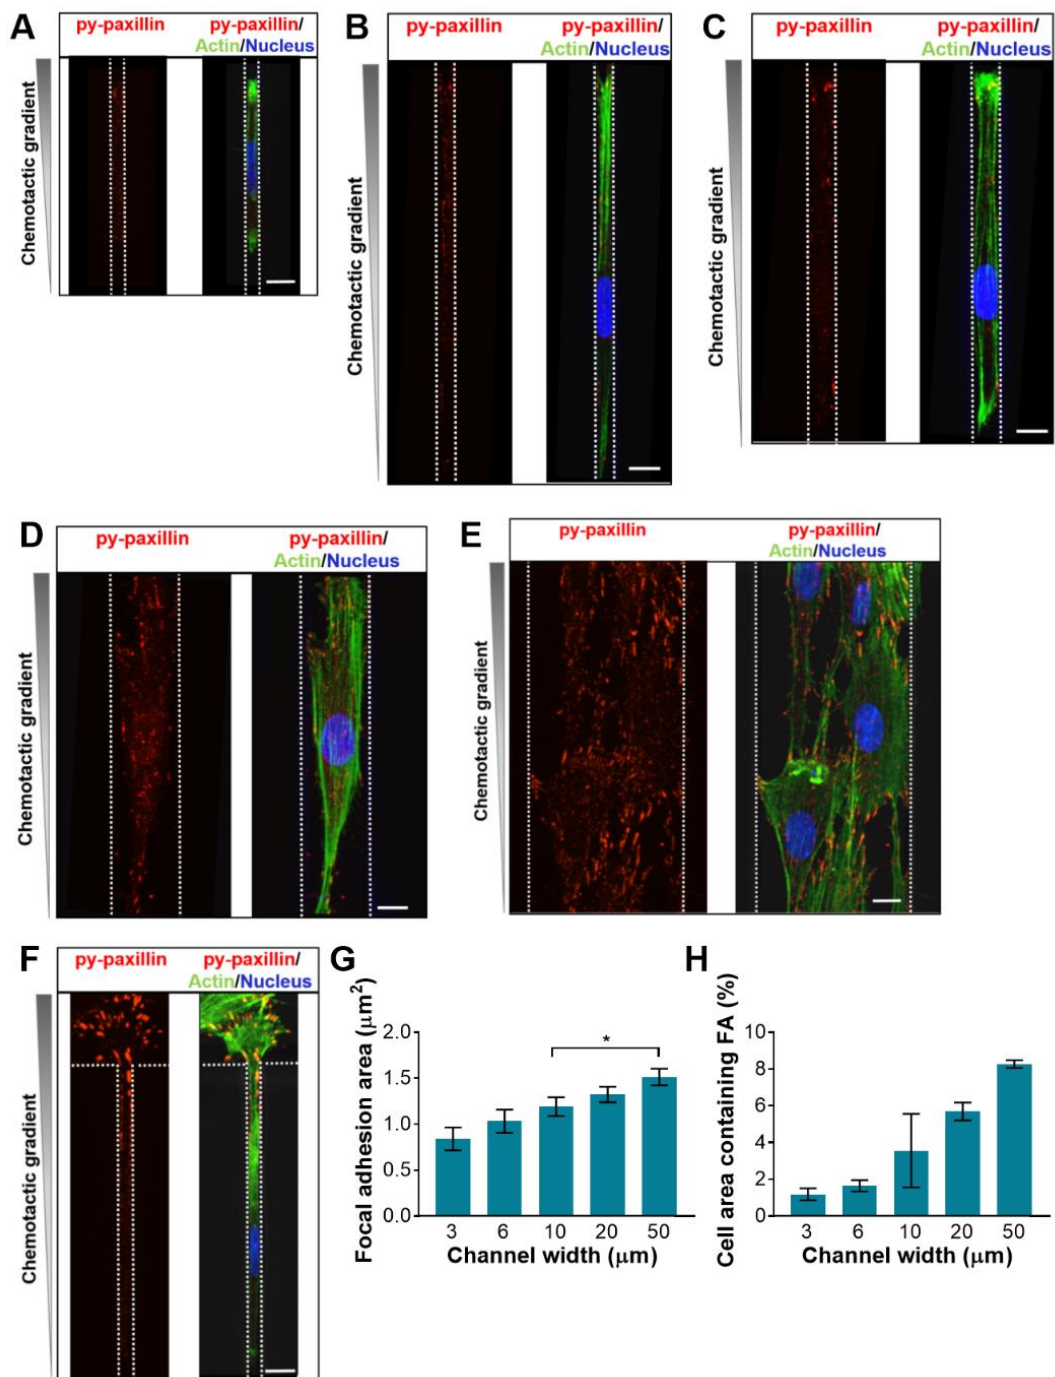 A
py-paxillin
py-paxillin/
Actin/Nucleus
Chemotactic gradient
B
py-paxillin
py-paxillin/
Actin/Nucleus
Chemotactic gradient
C
py-paxillin
py-paxillin/
Actin/Nucleus
Chemotactic gradient
D
py-paxillin
py-paxillin/
Actin/Nucleus
Chemotactic gradient
E
py-paxillin
py-paxillin/
Actin/Nucleus
Chemotactic gradient
F
py-paxillin
py-paxillin/
Actin/Nucleus
Chemotactic gradient
G
Focal adhesion area (μm²)
2.0
1.5
1.0
0.5
0.0
*
3 6 10 20 50
Channel width (μm)
H
Cell area containing FA (%)
10
8
6
4
2
0
3 6 10 20 50
Channel width (μm)